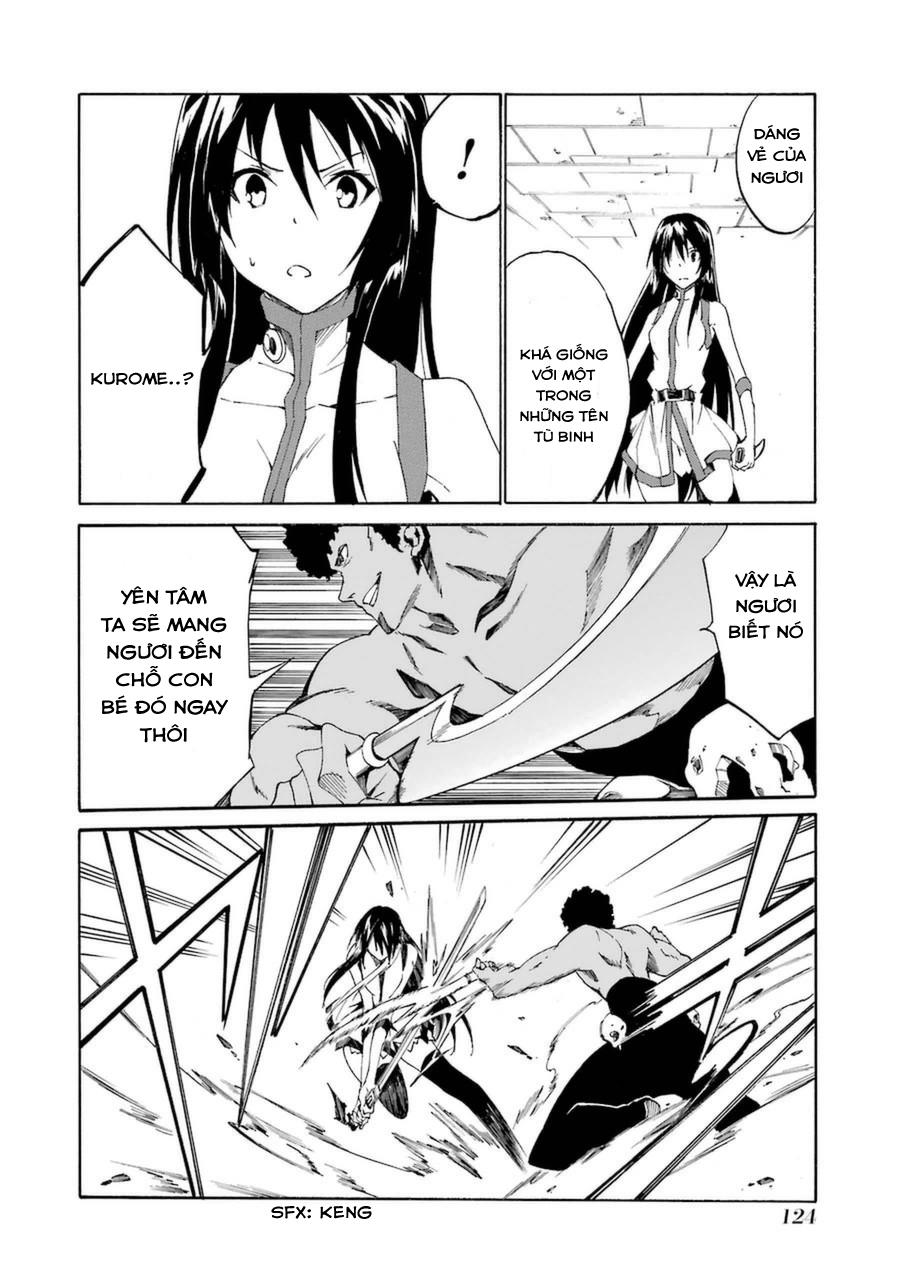 DÁNG
VẺ CỦA
NGƯƠI
KHÁ GIỐNG
VỚI MỘT
TRONG
NHỮNG TÊN
TÙ BINH
!
KUROME..?
VẬY LÀ
NGƯƠI
BIẾT NÓ
YÊN TÂM
TA SẼ MANG
NGƯƠI ĐẾN
CHỖ CON
BÉ ĐÓ NGAY
THÔI
SFX: KENG
124